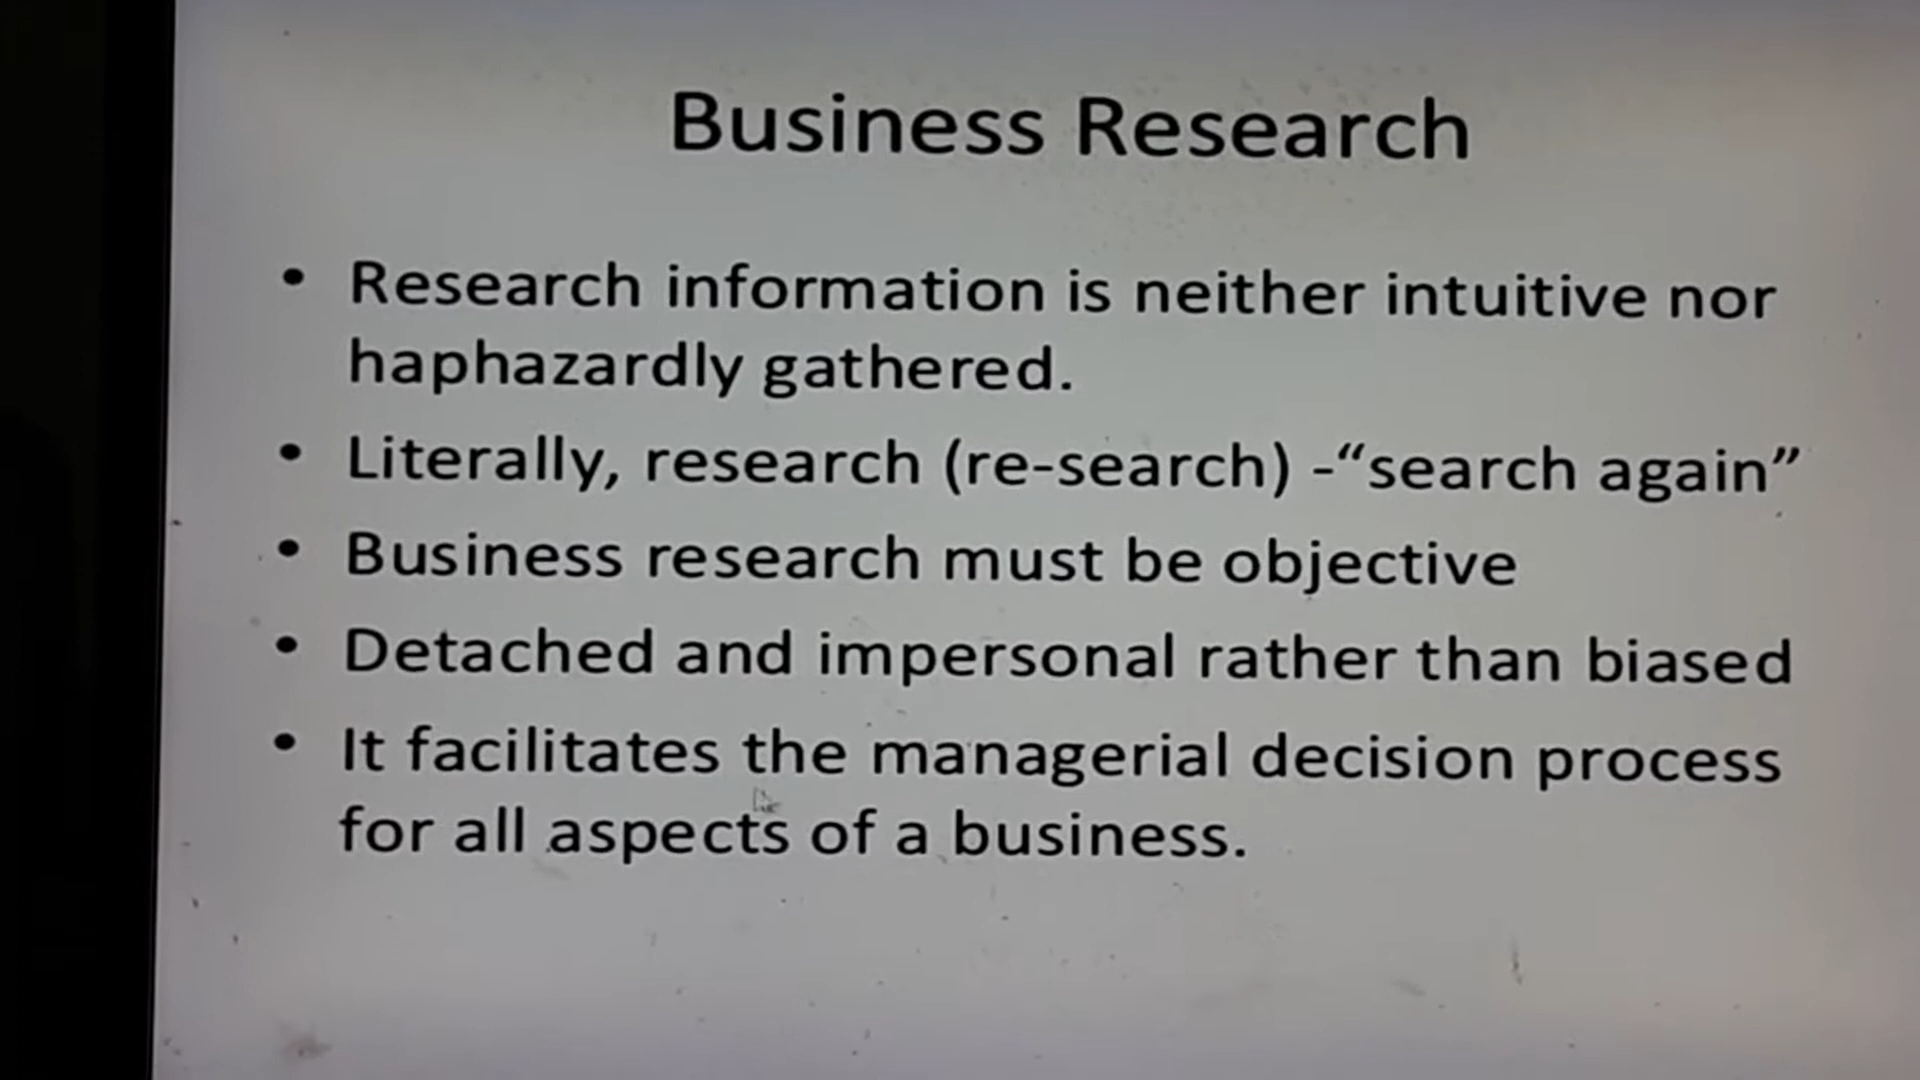 Business Research
• Research information is neither intuitive nor
haphazardly gathered.
• Literally, research (re-search) -“search again”
• Business research must be objective
• Detached and impersonal rather than biased
• It facilitates the managerial decision process
for all aspects of a business.